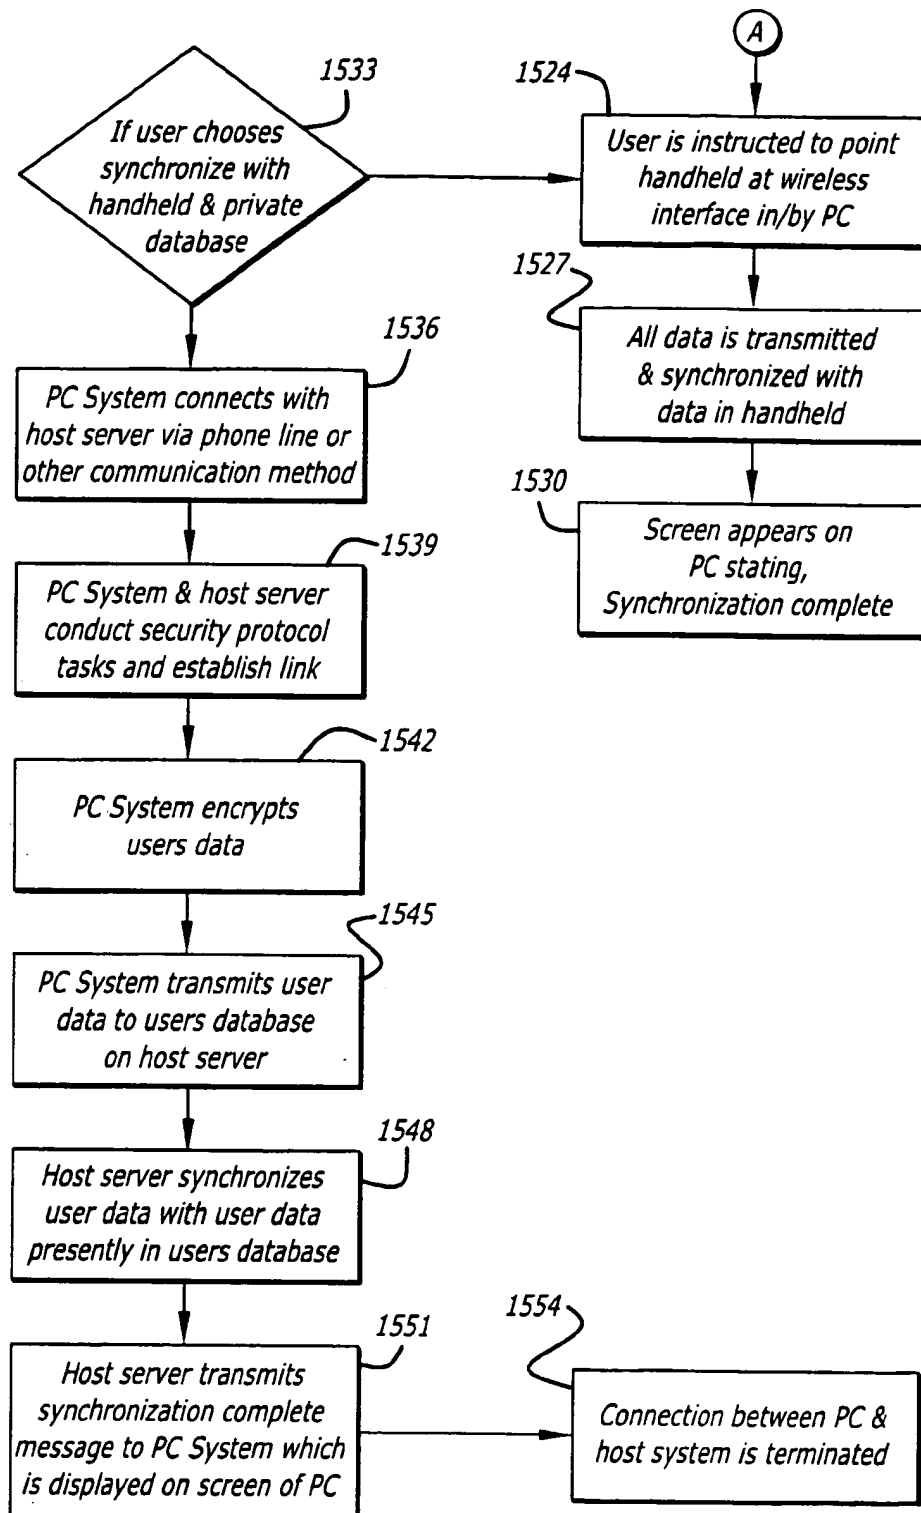 A
1533
If user chooses
synchronize with
handheld & private
database
1524
User is instructed to point
handheld at wireless
interface in/by PC
1527
All data is transmitted
& synchronized with
data in handheld
1530
Screen appears on
PC stating,
Synchronization complete
1536
PC System connects with
host server via phone line or
other communication method
1539
PC System & host server
conduct security protocol
tasks and establish link
1542
PC System encrypts
users data
1545
PC System transmits user
data to users database
on host server
1548
Host server synchronizes
user data with user data
presently in users database
1551
Host server transmits
synchronization complete
message to PC System which
is displayed on screen of PC
1554
Connection between PC &
host system is terminated